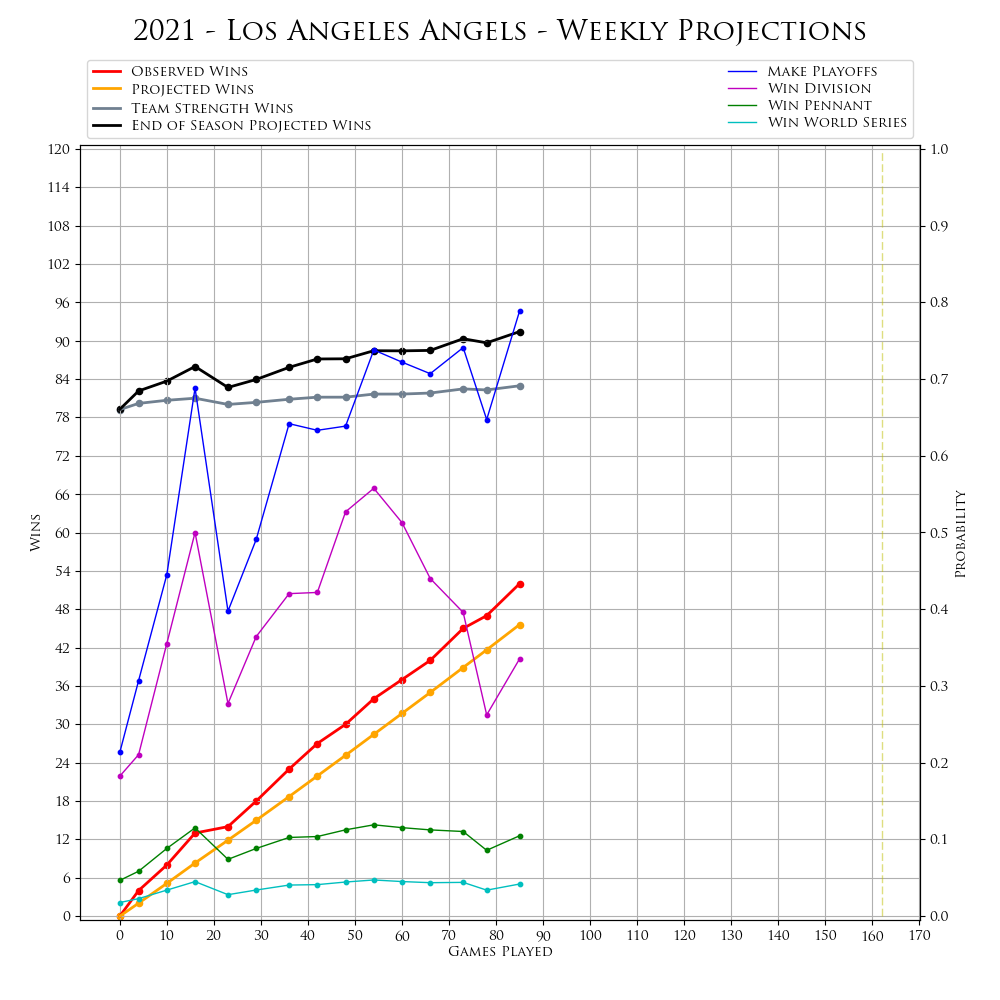 2021 - Los Angeles Angels - Weekly Projections
Observed Wins
Projected Wins
Team Strength Wins
End of Season Projected Wins
Make Playoffs
Win Division
Win Pennant
Win World Series
120
114
108
102
96
90
84
78
72
66
60
54
48
42
36
30
24
18
12
6
0
Wins
1.0
0.9
0.8
0.7
0.6
0.5
0.4
0.3
0.2
0.1
0.0
Probability
0 10 20 30 40 50 60 70 80 90 100 110 120 130 140 150 160 170
Games Played